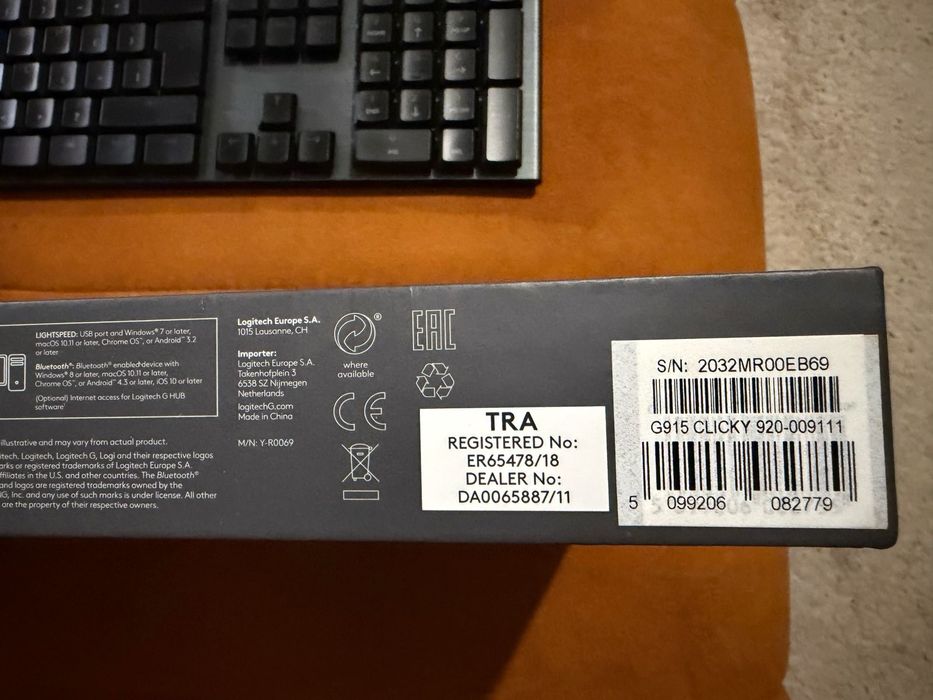 END
LIGHTSPEED: USB port and Windows® 7 or later,
macOS 10.11 or later, Chrome OS™, or Android™ 3.2
or later
Bluetooth®: Bluetooth® enabled device with
Windows® 8 or later, macOS 10.11 or later,
Chrome OS™, or Android™ 4.3 or later, iOS 10 or later
(Optional) Internet access for Logitech G HUB
software
illustrative and may vary from actual product.
itech, Logitech G, Logi and their respective logos
arks or registered trademarks of Logitech Europe S.A.
ffiliates in the U.S. and other countries. The Bluetooth®
and logos are registered trademarks owned by the
IG, Inc. and any use of such marks is under license. All other
are the property of their respective owners.
Logitech Europe S.A.
1015 Lausanne, CH
Importer:
Logitech Europe S.A.
Takenhofplein 3
6538 SZ Nijmegen
Netherlands
logitechG.com
Made in China
M/N: Y-R0069
®
where
available
CE
EAC
TRA
REGISTERED No:
ER65478/18
DEALER No:
DA0065887/11
S/N: 2032MR00EB69
G915 CLICKY 920-009111
5 099206 082779